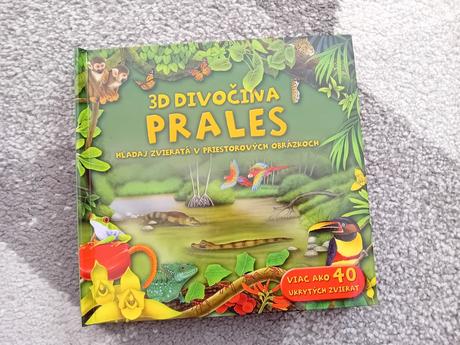 3D DIVOČINA
PRALES
HĽADAJ ZVIERATÁ V PRIESTOROVÝCH OBRÁZKOCH
VIAC AKO 40
UKRYTÝCH ZVIERAT